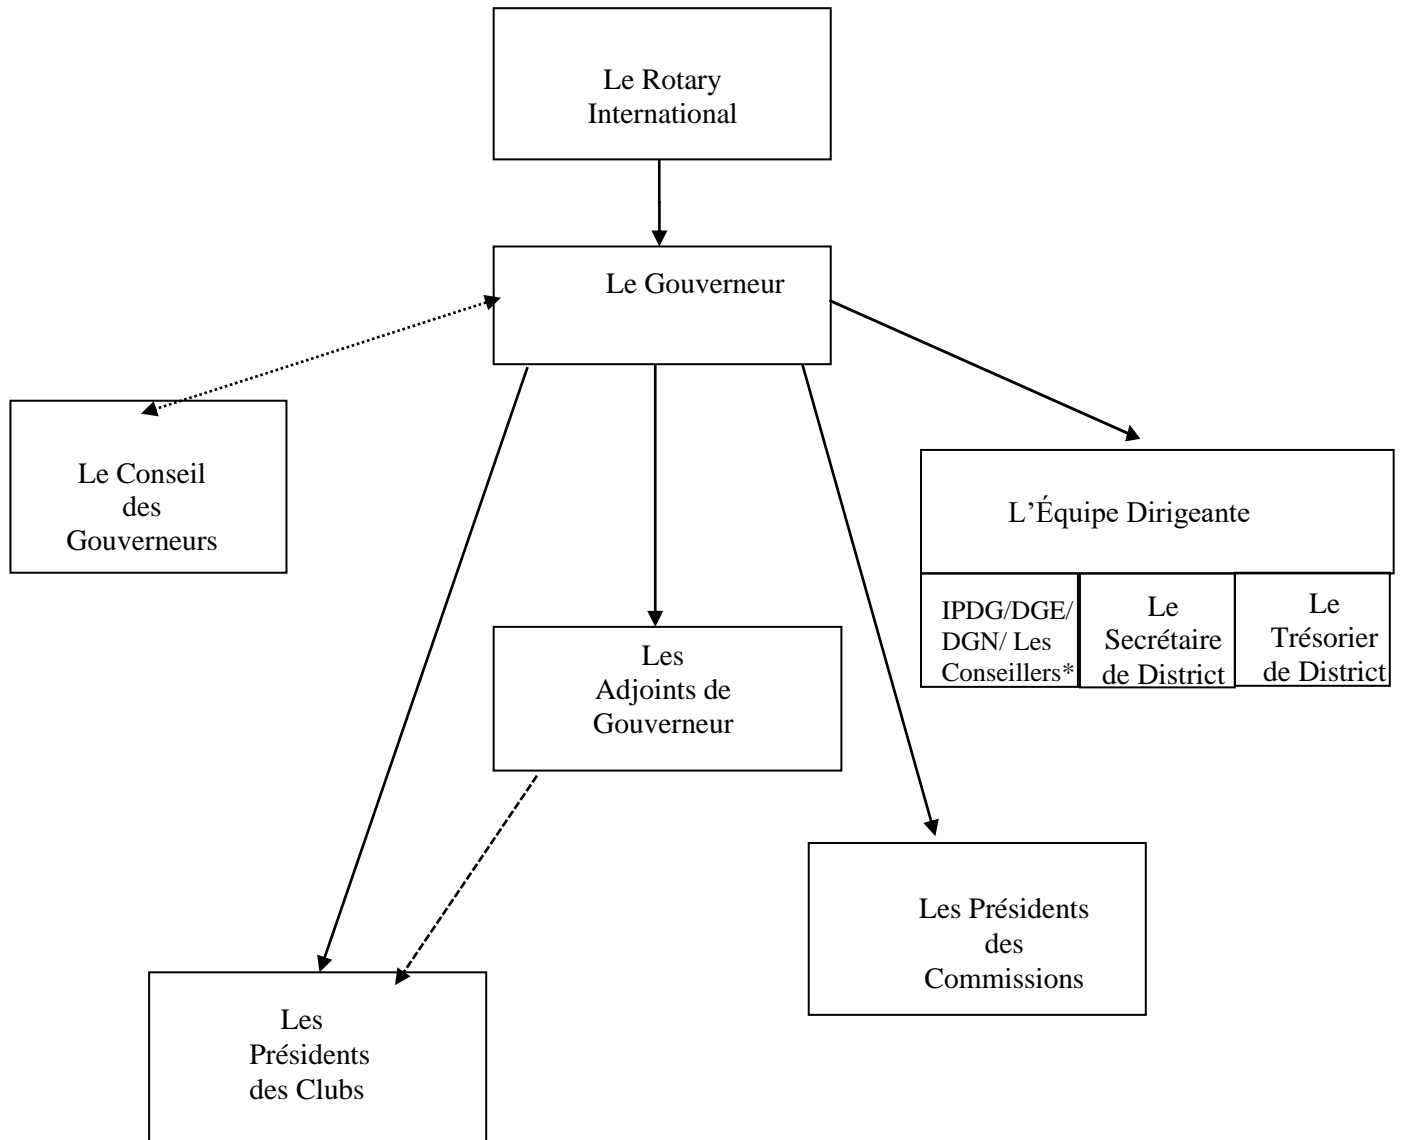 Le Rotary
International
Le Gouverneur
Le Conseil
des
Gouverneurs
L’Équipe Dirigeante
IPDG/DGE/
DGN/ Les
Conseillers*
Le
Secrétaire
de District
Le
Trésorier
de District
Les
Adjoints de
Gouverneur
Les Présidents
des
Commissions
Les
Présidents
des Clubs